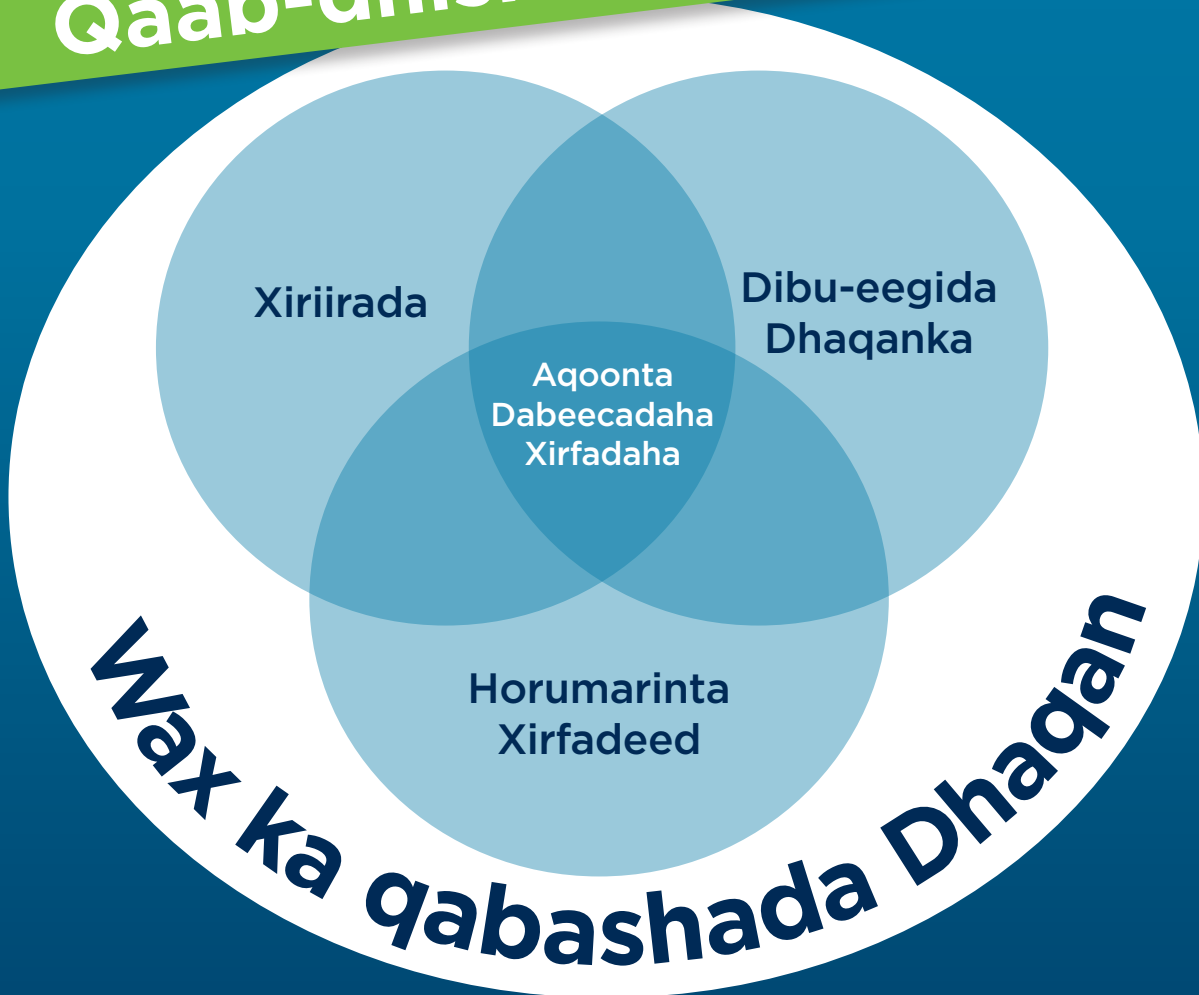 Xiriirada
Dibu-eegida
Dhaqanka
Aqoonta
Dabeecadaha
Xirfadaha
Horumarinta
Xirfadeed
Wax ka qabashada Dhaqan